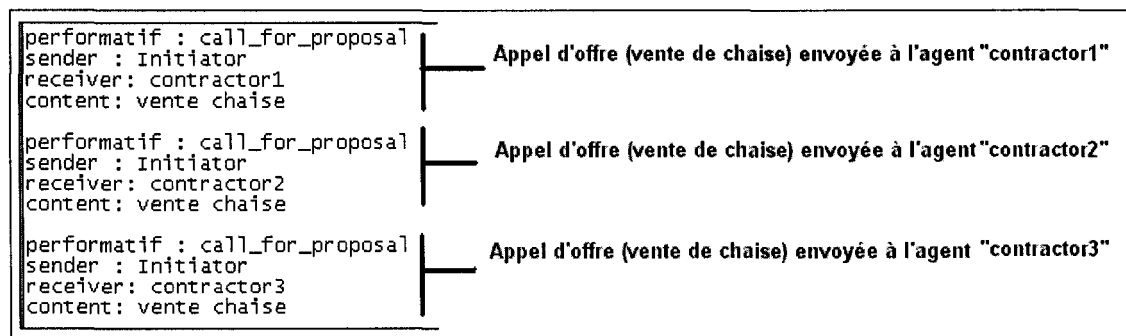 performatif : call_for_proposal
sender : Initiator
receiver: contractor1
content: vente chaise
Appel d'offre (vente de chaise) envoyée à l'agent "contractor1"
performatif : call_for_proposal
sender : Initiator
receiver: contractor2
content: vente chaise
Appel d'offre (vente de chaise) envoyée à l'agent "contractor2"
performatif : call_for_proposal
sender : Initiator
receiver: contractor3
content: vente chaise
Appel d'offre (vente de chaise) envoyée à l'agent "contractor3"